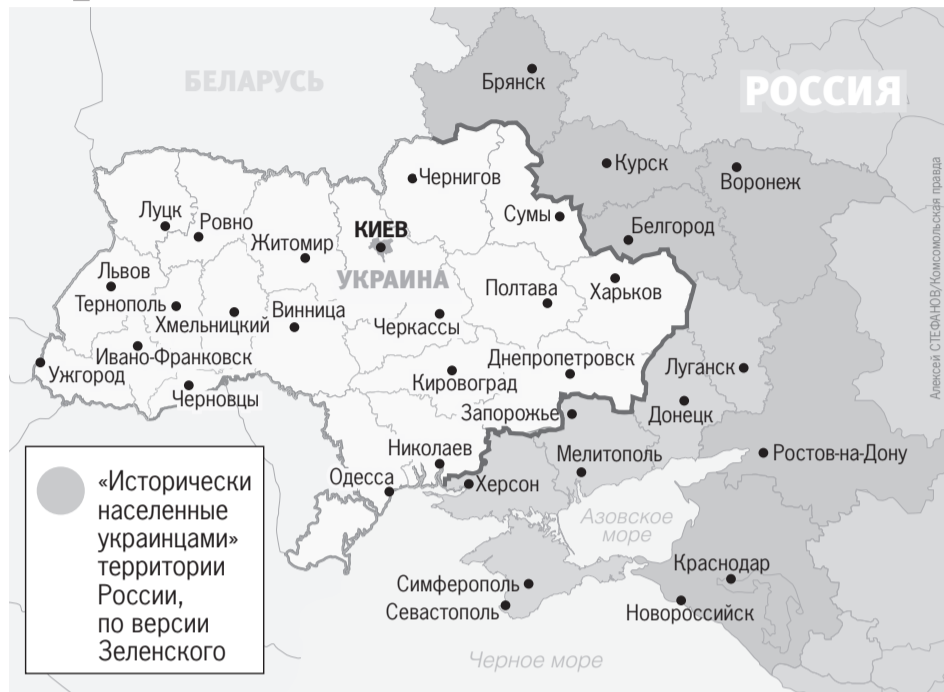 БЕЛАРУСЬ
РОССИЯ
Брянск
Курск
Воронеж
Чернигов
Сумы
Белгород
Луцк
Ровно
КИЕВ
Житомир
УКРАИНА
Львов
Полтава
Харьков
Тернополь
Хмельницкий
Винница
Черкассы
Ивано-Франковск
Днепропетровск
Луганск
Ужгород
Кировоград
Черновцы
Запорожье
Донецк
Николаев
Мелитополь
Ростов-на-Дону
Одесса
Херсон
Азовское
море
Краснодар
Симферополь
Севастополь
Новороссийск
Черное море
«Исторически
населенные
украинцами»
территории
России,
по версии
Зеленского
Алексей СТЕФАНОВ/Комсомольская правда